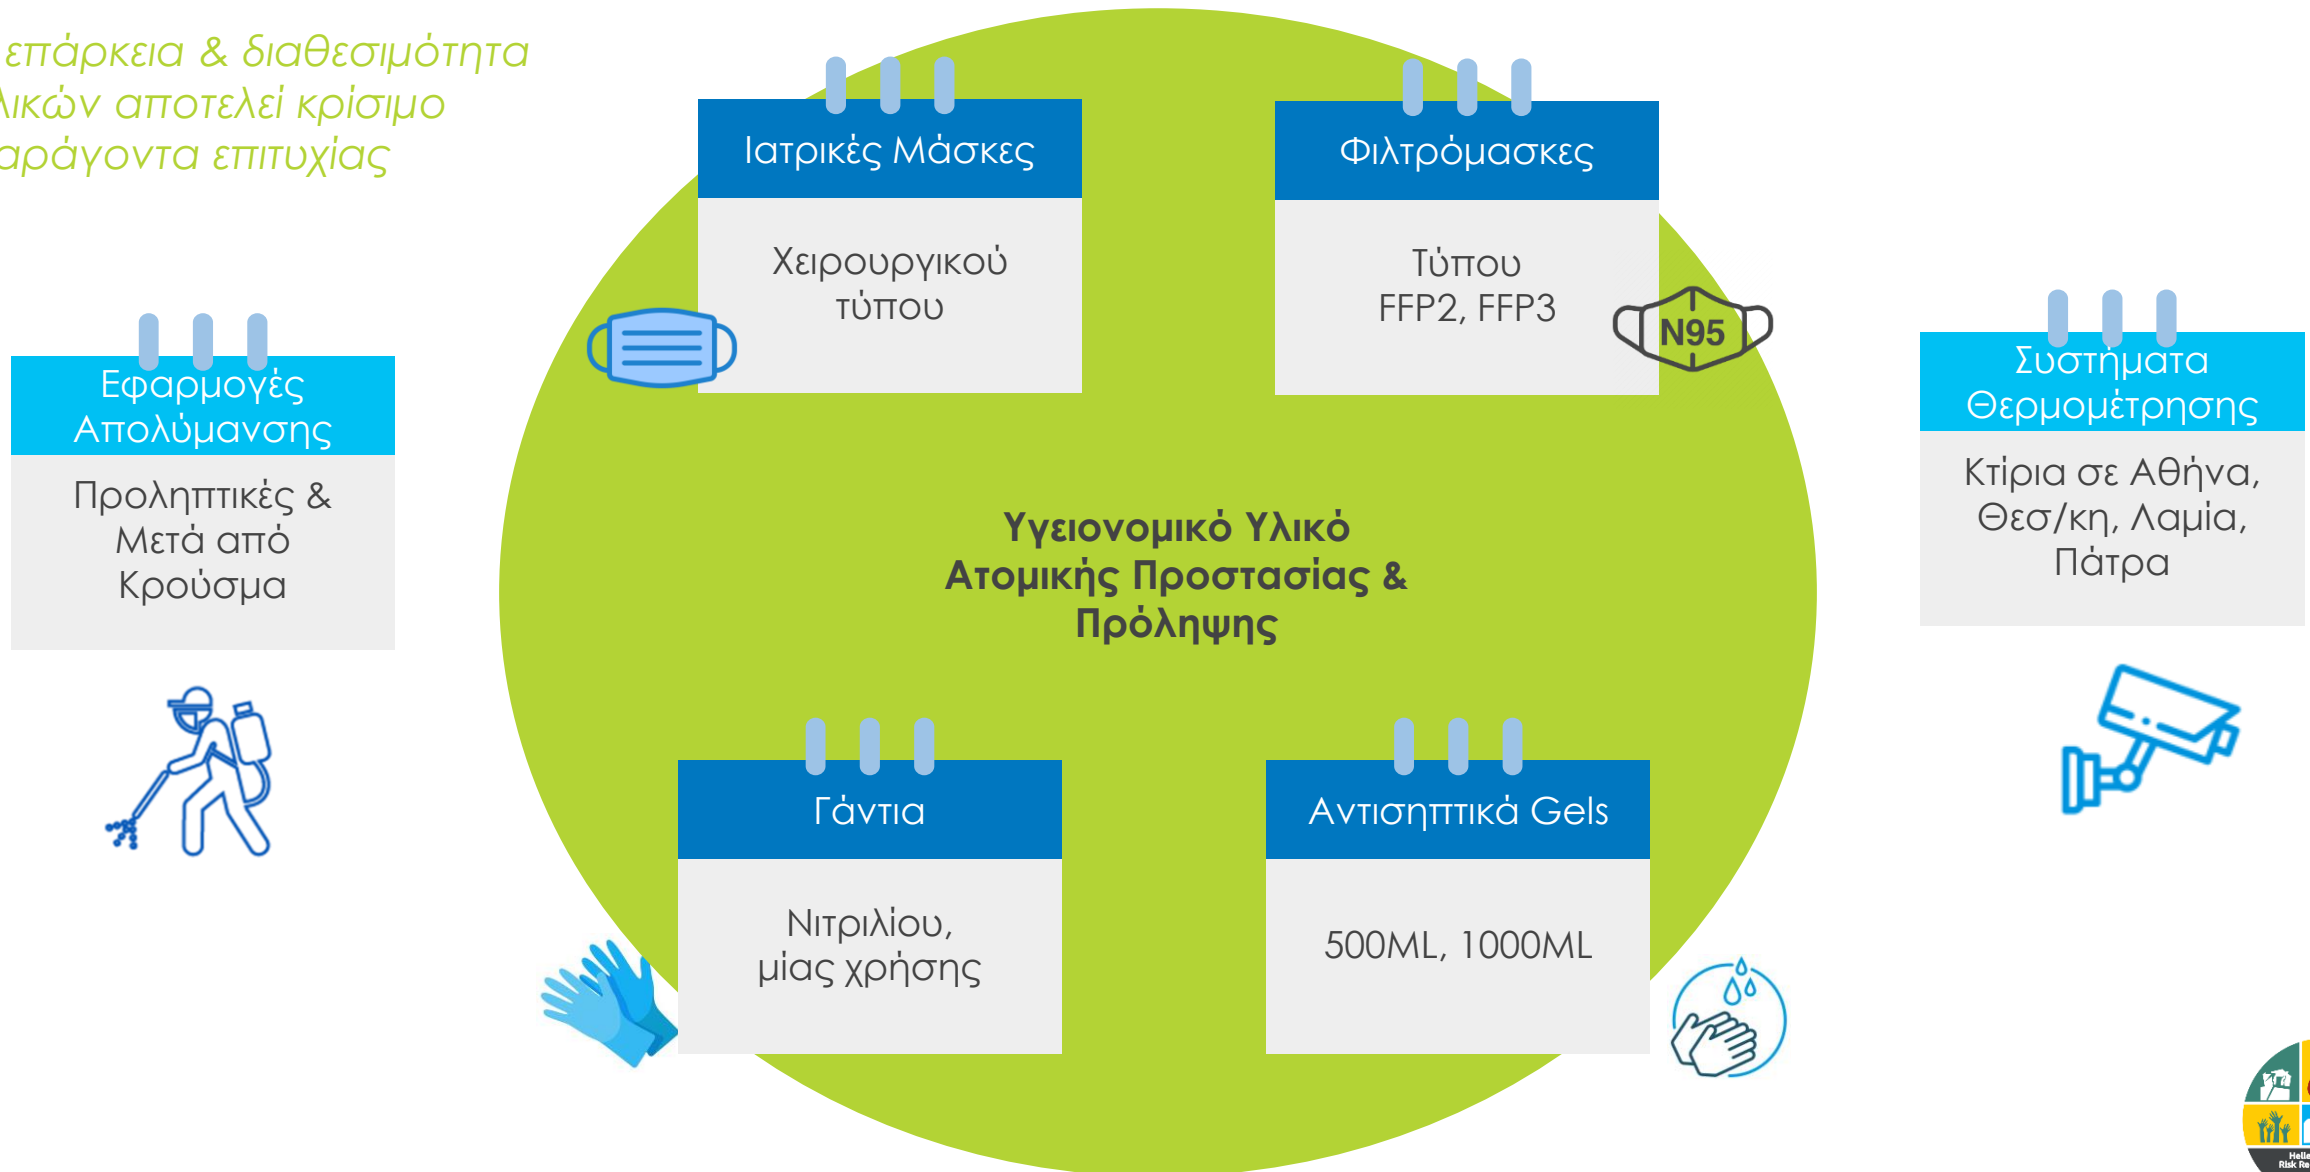 επάρκεια & διαθεσιμότητα
αποτελεί κρίσιμο
επιτυχίας
Ιατρικές Μάσκες
Χειρουργικού
τύπου
Φιλτρόμασκες
Τύπου
FFP2, FFP3
N95
Εφαρμογές
Απολύμανσης
Προληπτικές &
Μετά από
Κρούσμα
Συστήματα
Θερμομέτρησης
Κτίρια σε Αθήνα,
Θεσ/κη, Λαμία,
Πάτρα
Υγειονομικό Υλικό
Ατομικής Προστασίας &
Πρόληψης
Γάντια
Νιτριλίου,
μίας χρήσης
Αντισηπτικά Gels
500ML, 1000ML
Risk